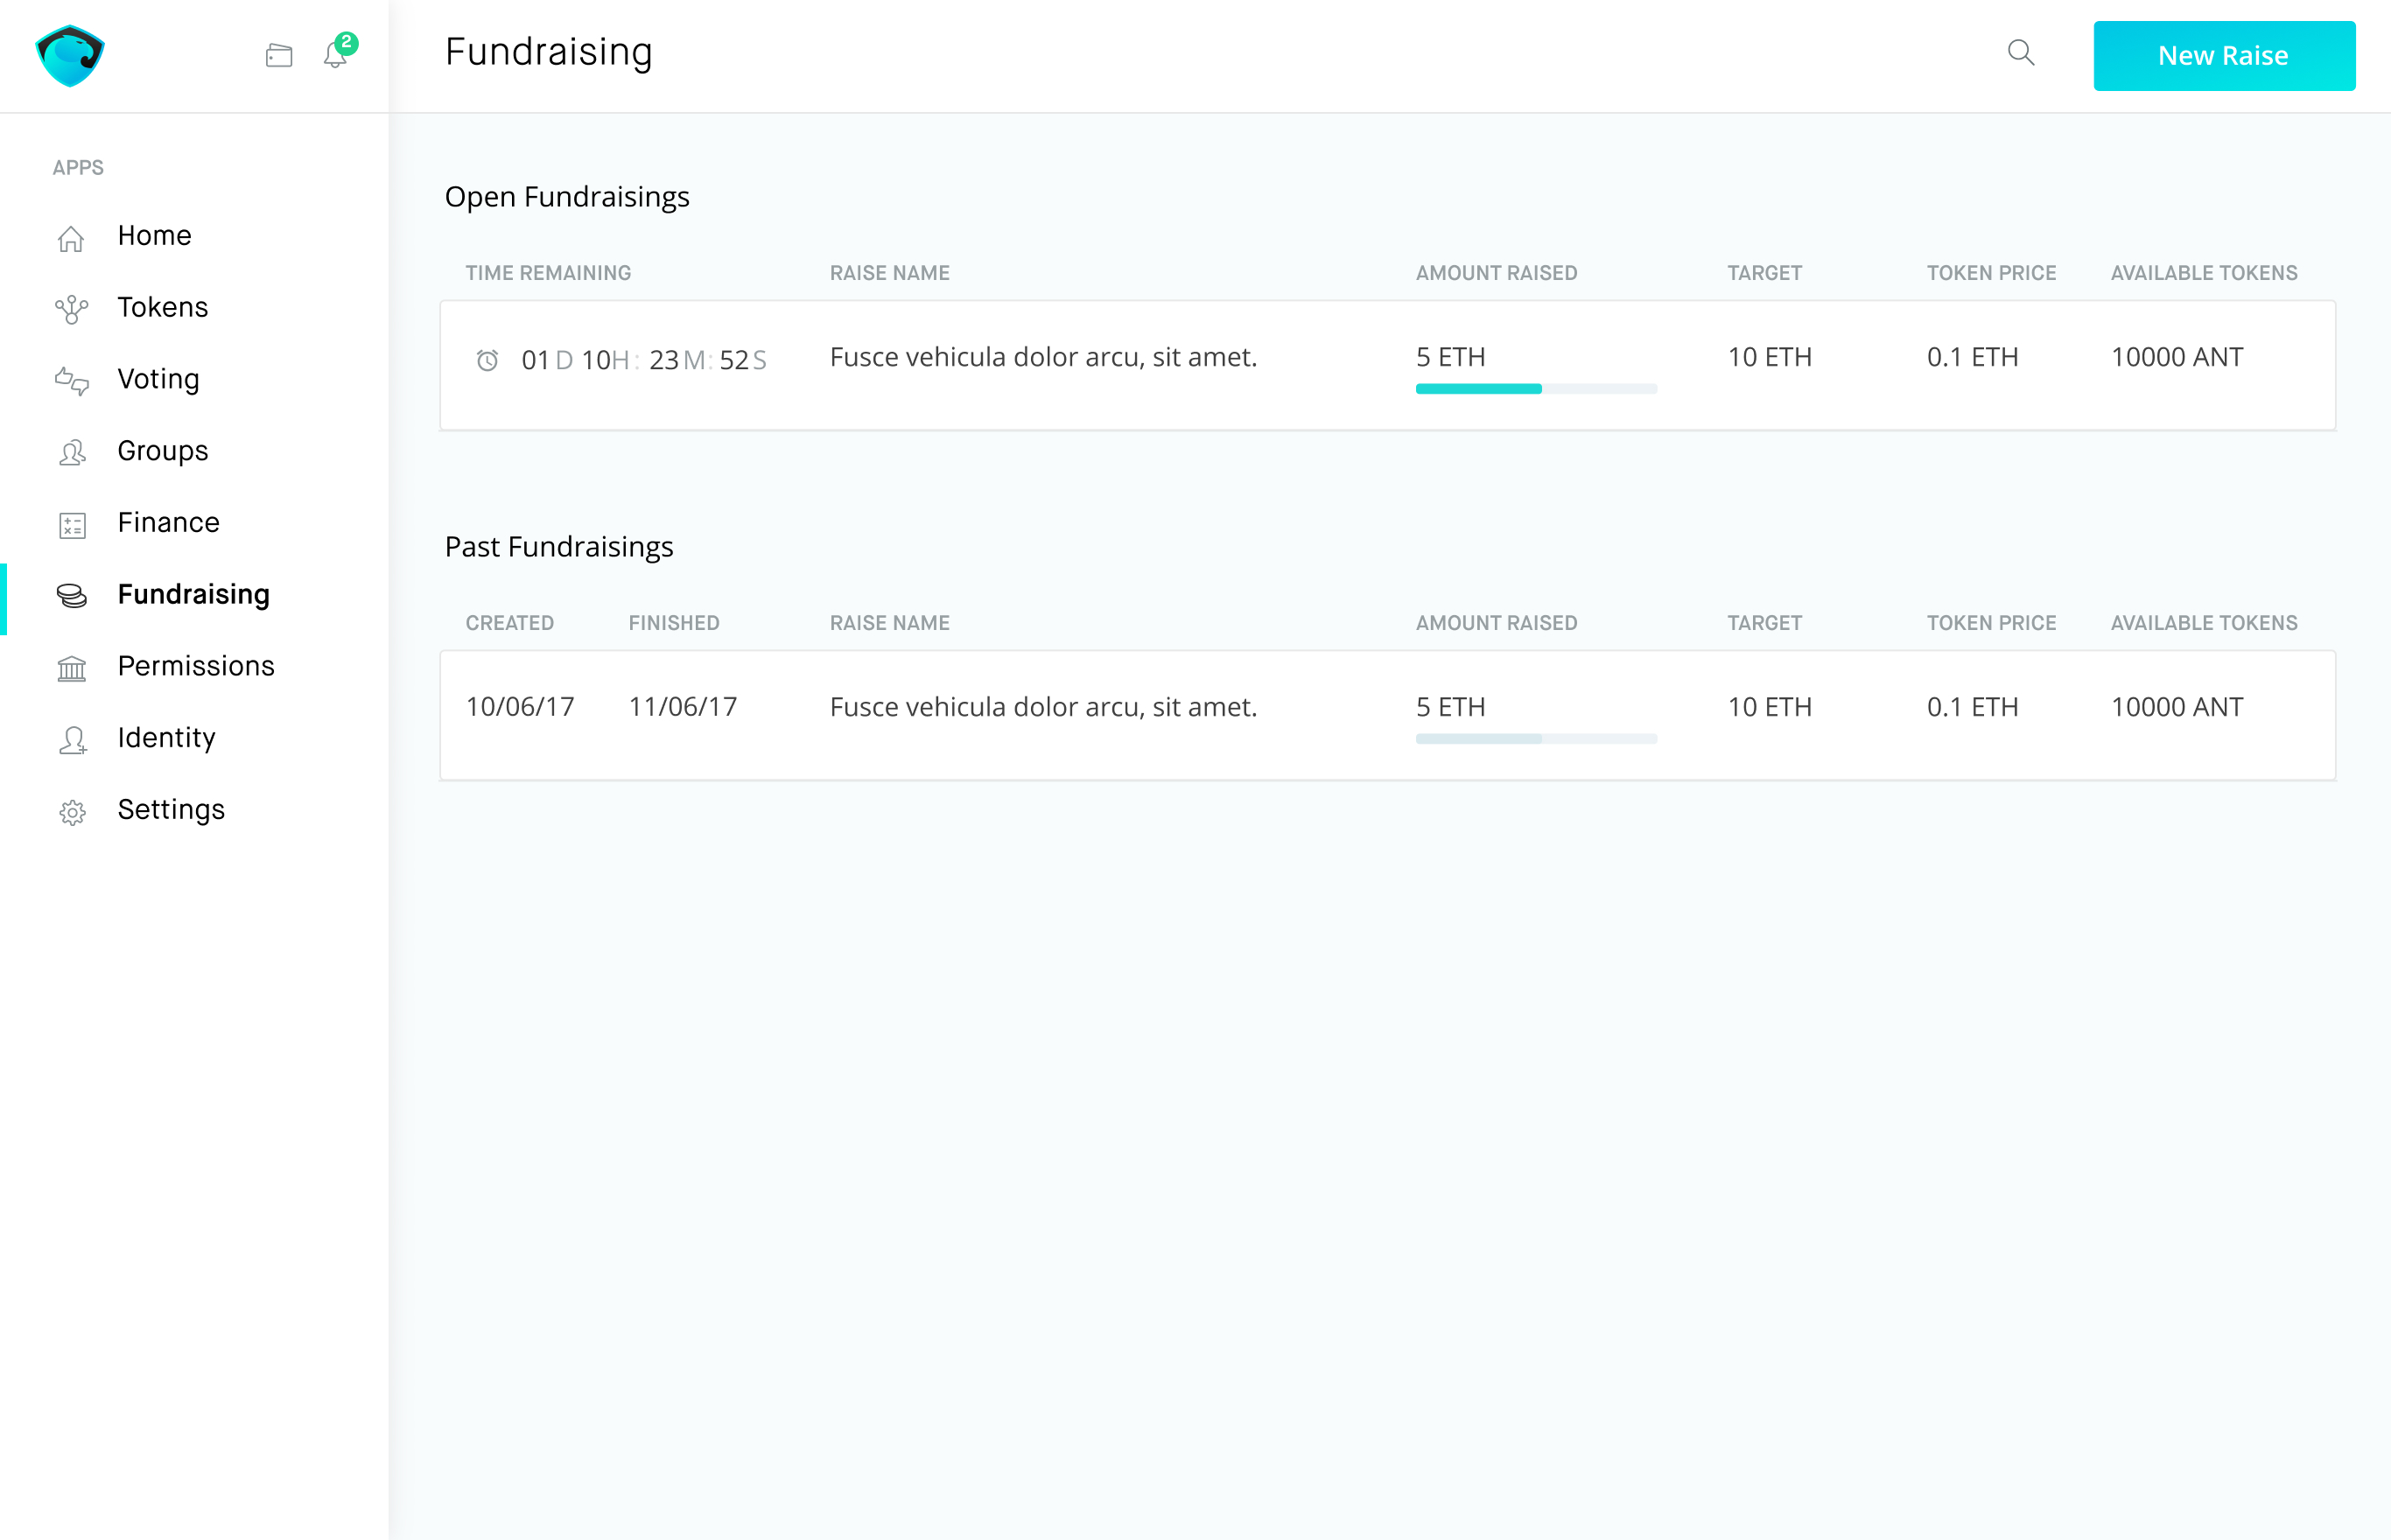 2
Fundraising
New Raise
APPS
Home
Tokens
Voting
Groups
Finance
Fundraising
Permissions
Identity
Settings
Open Fundraisings
TIME REMAINING RAISE NAME AMOUNT RAISED TARGET TOKEN PRICE AVAILABLE TOKENS
01 D 10H: 23M: 52S Fusce vehicula dolor arcu, sit amet. 5 ETH 10 ETH 0.1 ETH 10000 ANT
Past Fundraisings
CREATED FINISHED RAISE NAME AMOUNT RAISED TARGET TOKEN PRICE AVAILABLE TOKENS
10/06/17 11/06/17 Fusce vehicula dolor arcu, sit amet. 5 ETH 10 ETH 0.1 ETH 10000 ANT